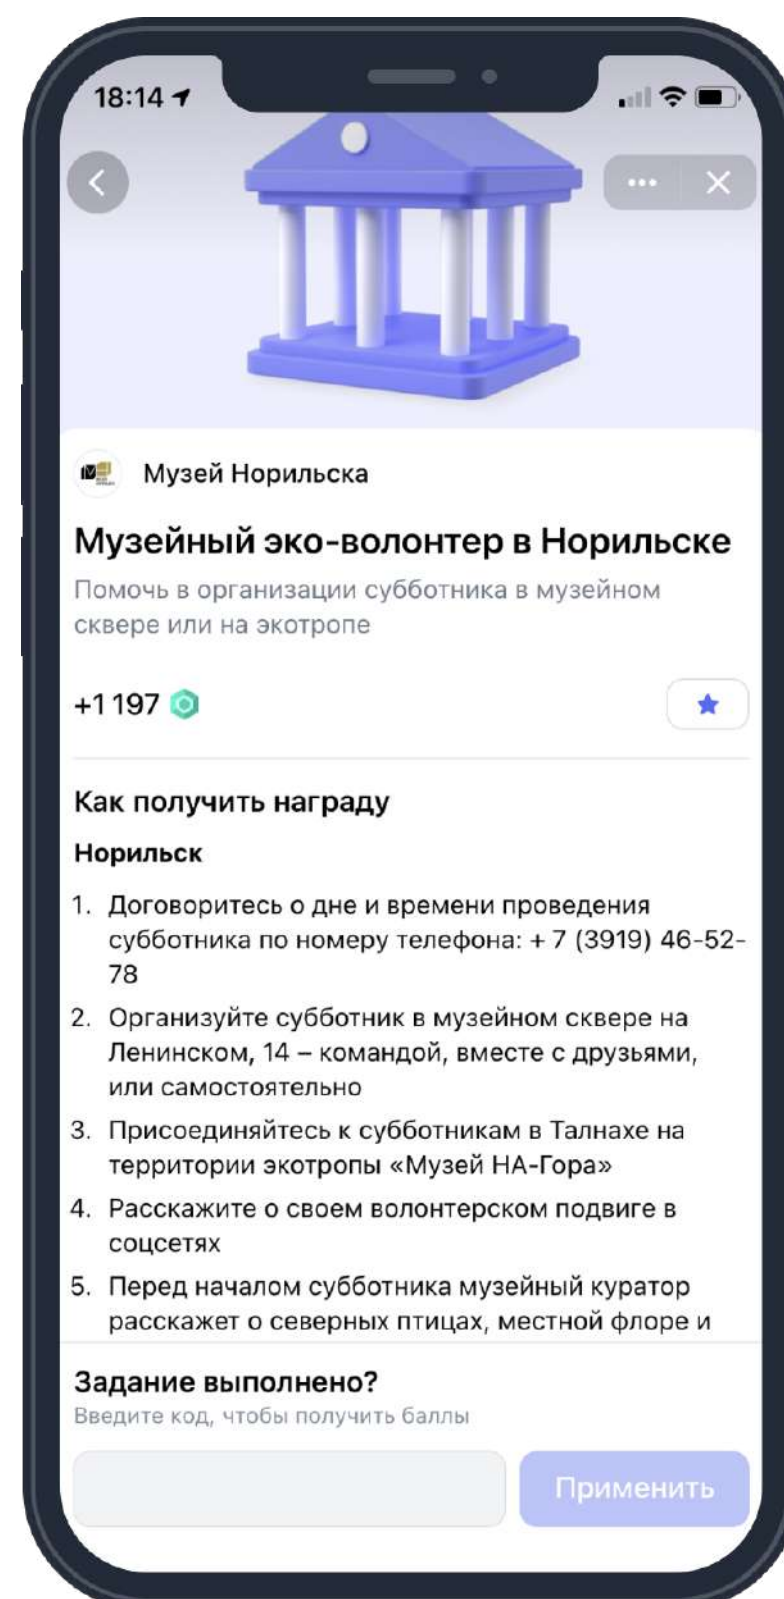 18:14
Музей Норильска
Музейный эко-волонтер в Норильске
Помочь в организации субботника в музейном
сквере или на экотропе
+1 197
Как получить награду
Норильск
1. Договоритесь о дне и времени проведения
субботника по номеру телефона: + 7 (3919) 46-52-
78
2. Организуйте субботник в музейном сквере на
Ленинском, 14 – командой, вместе с друзьями,
или самостоятельно
3. Присоединяйтесь к субботникам в Талнахе на
территории экотропы «Музей НА-Гора»
4. Расскажите о своем волонтерском подвиге в
соцсетях
5. Перед началом субботника музейный куратор
расскажет о северных птицах, местной флоре и
Задание выполнено?
Введите код, чтобы получить баллы
Применить